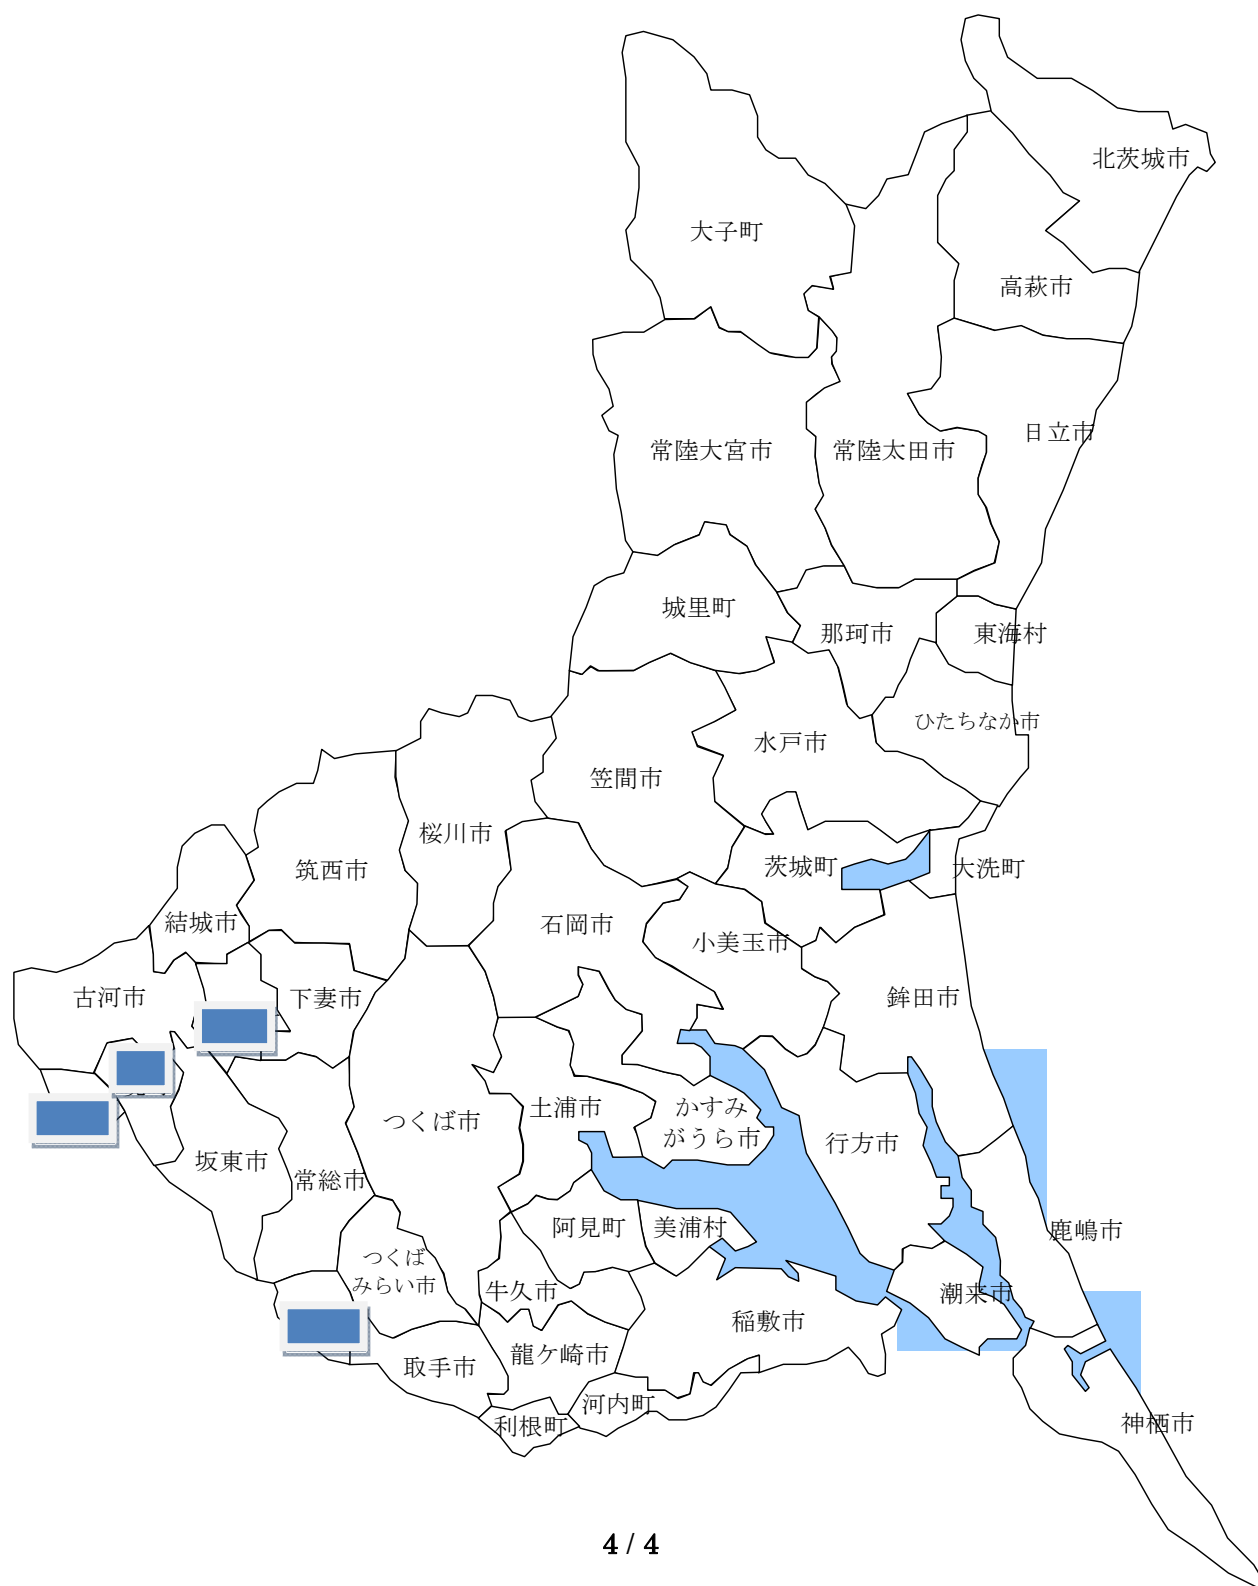 北茨城市
大子町
高萩市
日立市
常陸大宮市
常陸太田市
城里町
那珂市
東海村
ひたちなか市
水戸市
笠間市
桜川市
茨城町
大洗町
筑西市
結城市
石岡市
小美玉市
古河市
下妻市
鉾田市
つくば市
土浦市
かすみ
がうら市
行方市
坂東市
常総市
阿見町
美浦村
鹿嶋市
つくば
みらい市
牛久市
潮来市
稲敷市
取手市
龍ケ崎市
河内町
利根町
神栖市
4 / 4